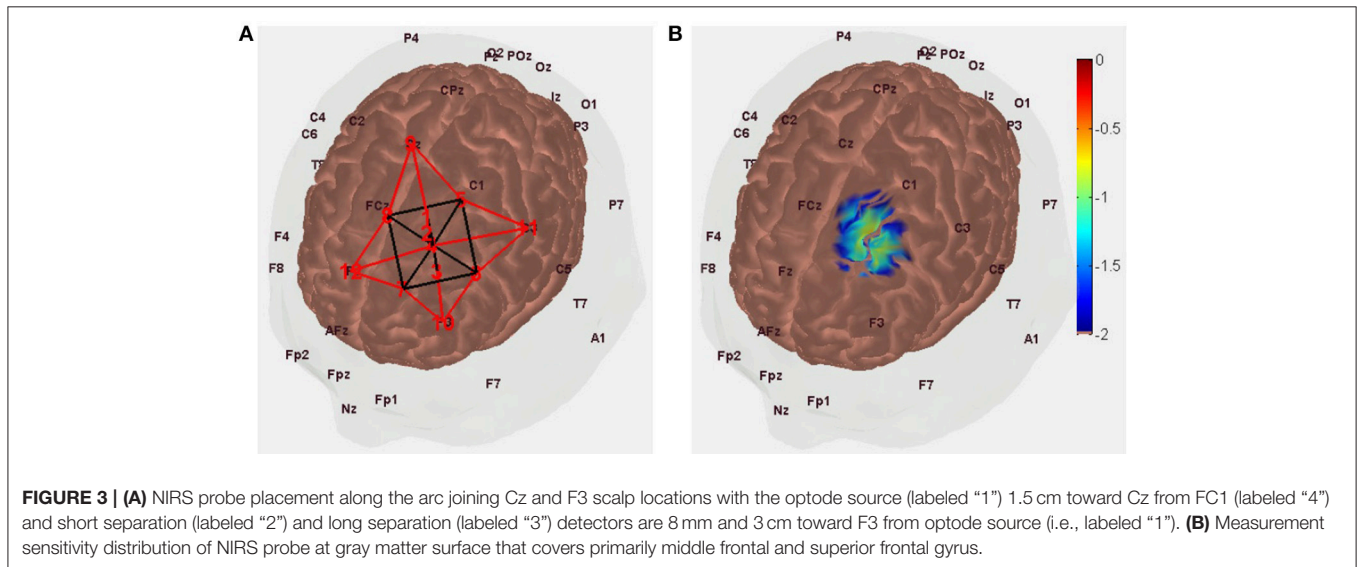 A
P4
O2
Pz POz
Oz
Iz
O1
CPz
P3
C4
C2
C6
Cz
T8
C1
FCz
P7
F4
F8
C5
T7
A1
AFz
Fp2
Fpz
F7
Fp1
Nz
B
P4
O2
Pz POz
Oz
Iz
O1
CPz
P3
C4
C2
C6
Cz
T8
C1
FCz
P7
C3
F4
F8
Fz
C5
T7
F3
A1
AFz
Fp2
Fpz
F7
Fp1
Nz
0
-0.5
-1
-1.5
-2
FIGURE 3 | (A) NIRS probe placement along the arc joining Cz and F3 scalp locations with the optode source (labeled “1”) 1.5 cm toward Cz from FC1 (labeled “4”)
and short separation (labeled “2”) and long separation (labeled “3”) detectors are 8 mm and 3 cm toward F3 from optode source (i.e., labeled “1”). (B) Measurement
sensitivity distribution of NIRS probe at gray matter surface that covers primarily middle frontal and superior frontal gyrus.